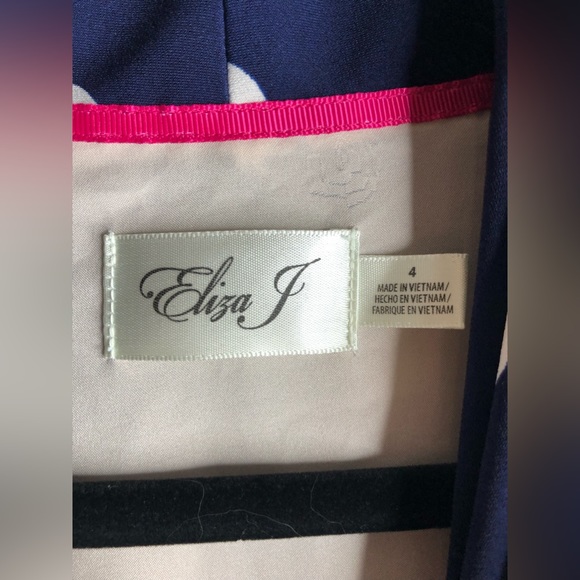 Eliza J
4
MADE IN VIETNAM/
HECHO EN VIETNAM/
FABRIQUE EN VIETNAM